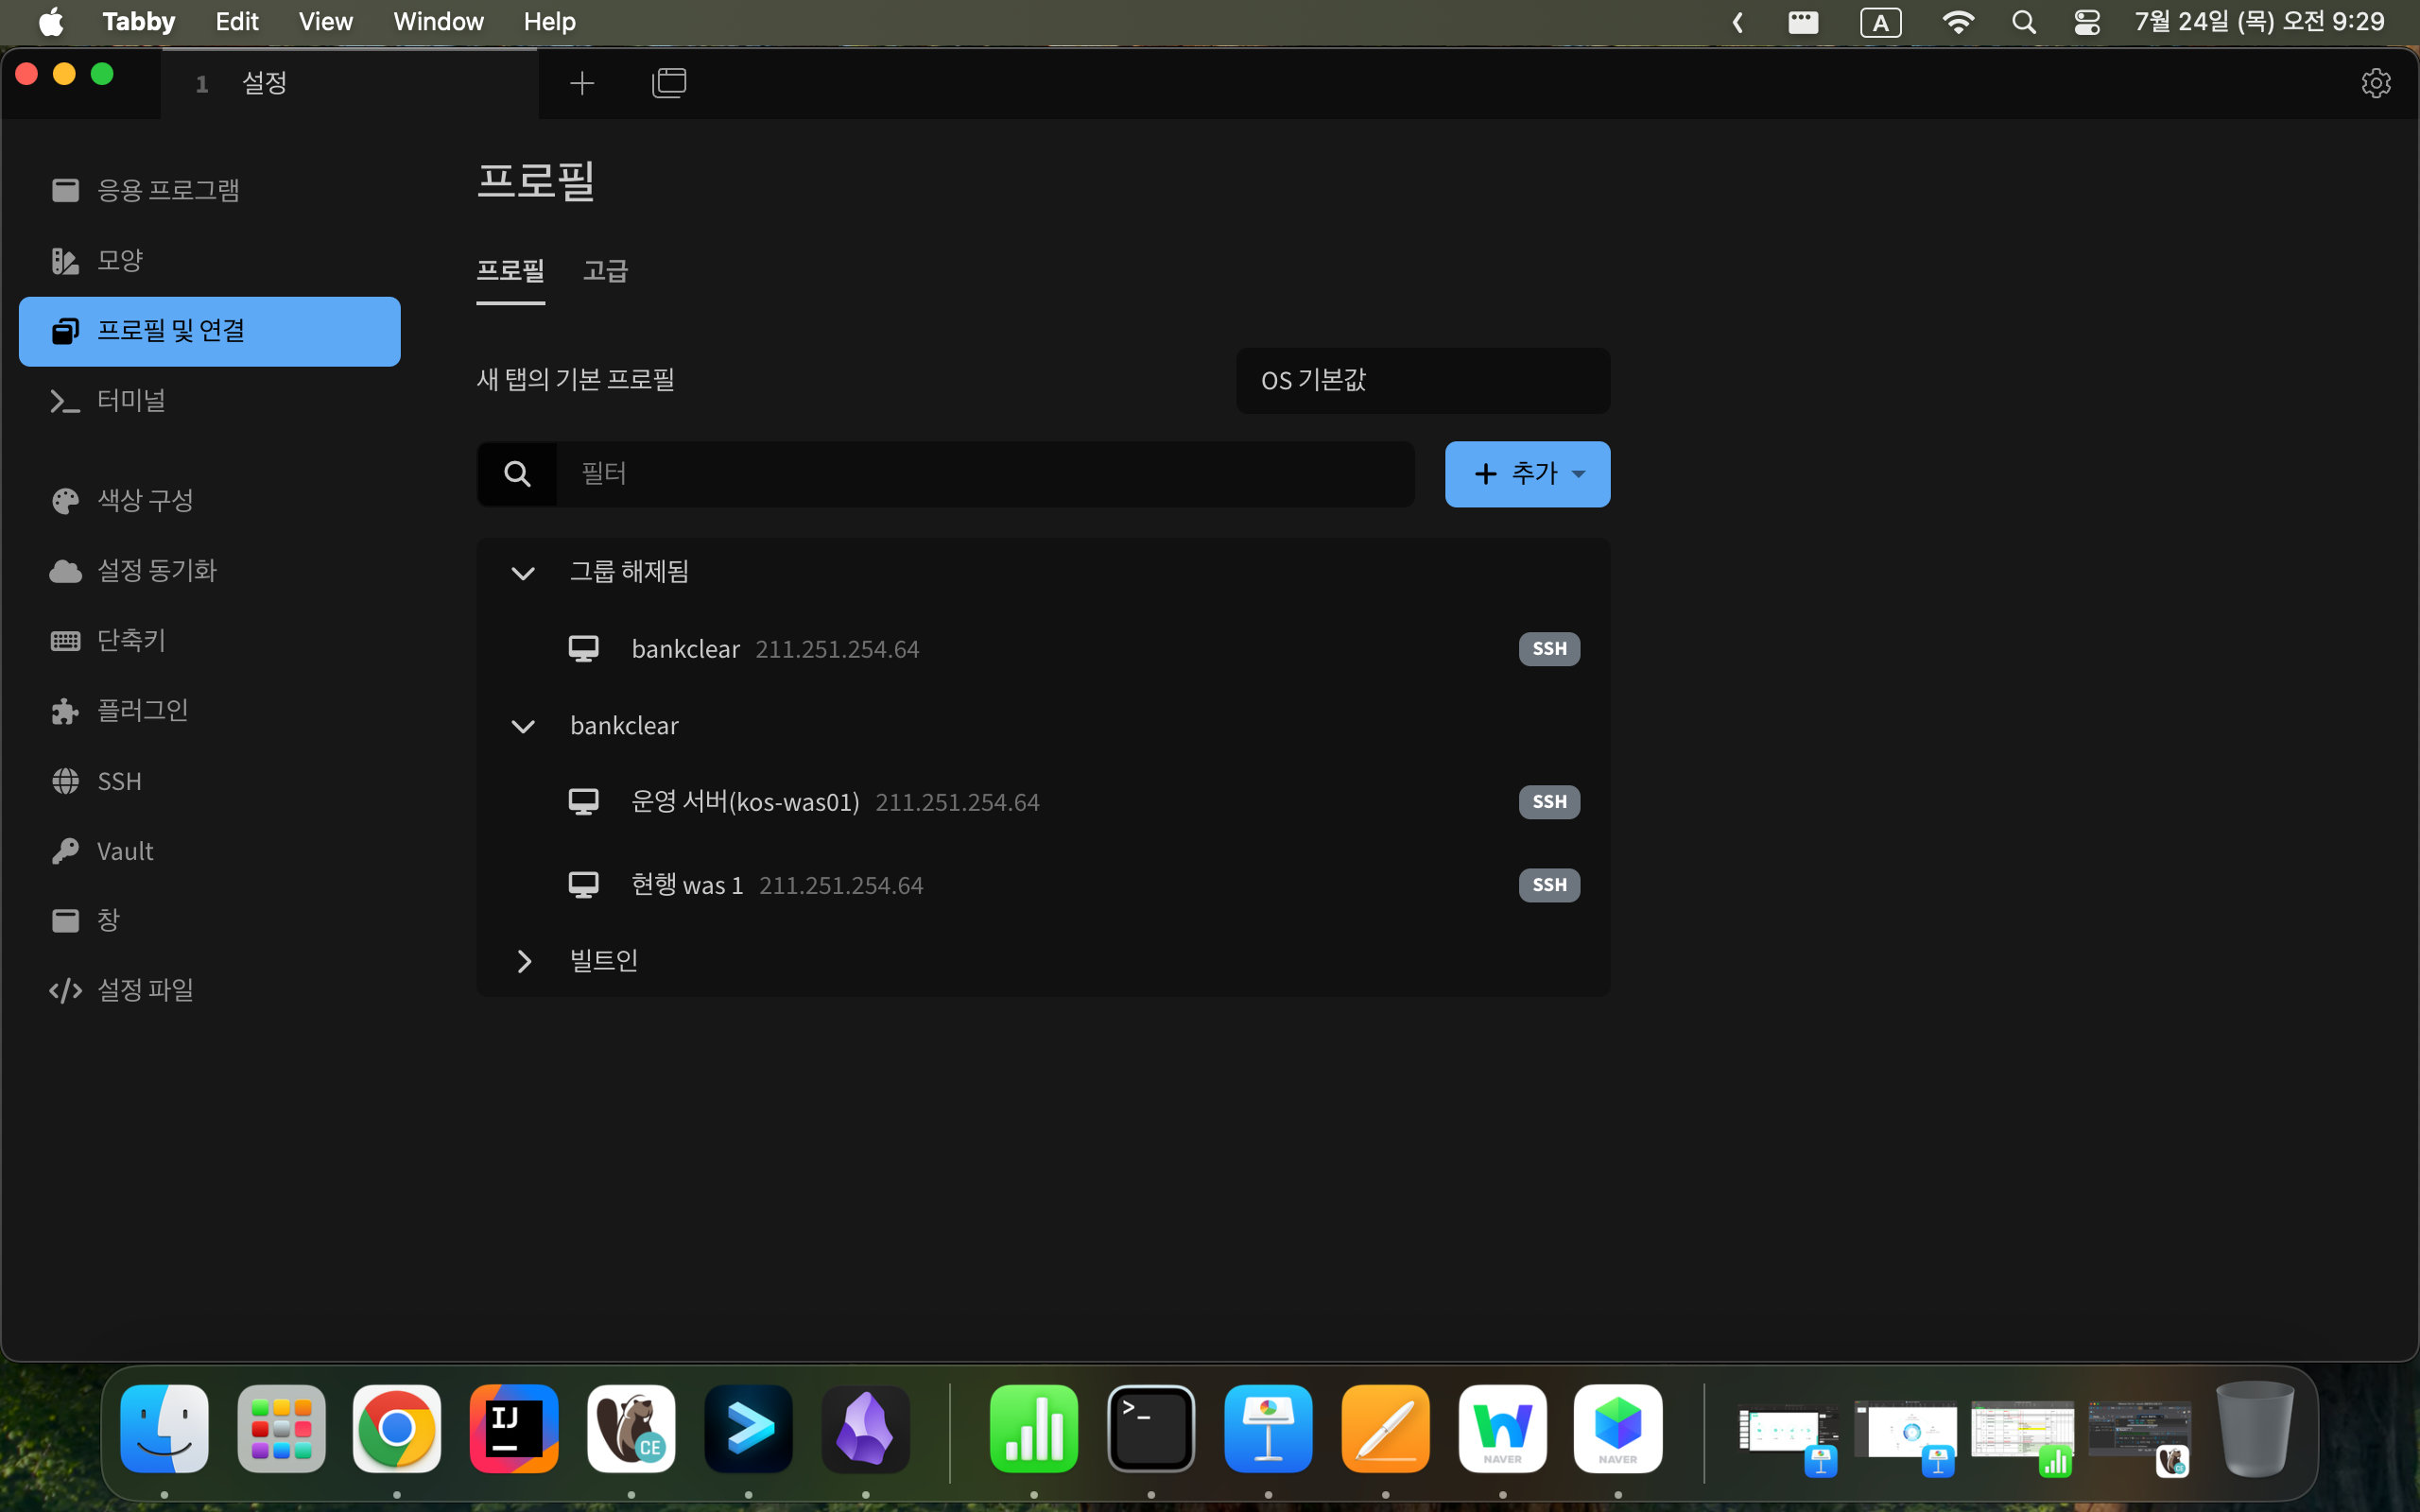 Tabby Edit View Window Help A 7월 24일 (목) 오전 9:29
1 설정
응용 프로그램
모양
프로필 및 연결
터미널
색상 구성
설정 동기화
단축키
플러그인
SSH
Vault
창
설정 파일
프로필
프로필 고급
새 탭의 기본 프로필 OS 기본값
필터 추가
그룹 해제됨
bankclear 211.251.254.64 SSH
bankclear
운영 서버(kos-was01) 211.251.254.64 SSH
현행 was 1 211.251.254.64 SSH
빌트인
IJ
CE
NAVER
NAVER